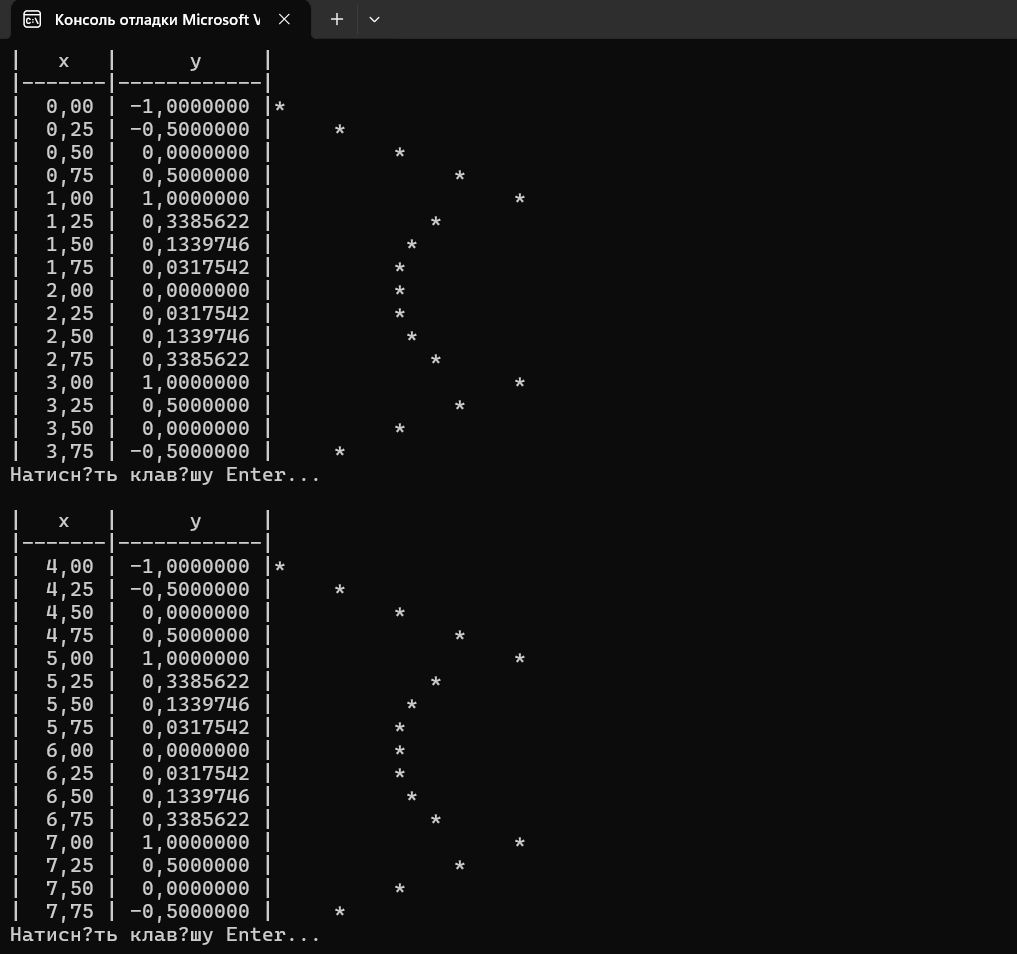 Консоль отладки Microsoft V
|   x   |      y     |
|-------|------------|
|  0,00 | -1,0000000 |*
|  0,25 | -0,5000000 |     *
|  0,50 |  0,0000000 |          *
|  0,75 |  0,5000000 |               *
|  1,00 |  1,0000000 |                    *
|  1,25 |  0,3385622 |             *
|  1,50 |  0,1339746 |           *
|  1,75 |  0,0317542 |          *
|  2,00 |  0,0000000 |          *
|  2,25 |  0,0317542 |          *
|  2,50 |  0,1339746 |           *
|  2,75 |  0,3385622 |             *
|  3,00 |  1,0000000 |                    *
|  3,25 |  0,5000000 |               *
|  3,50 |  0,0000000 |          *
|  3,75 | -0,5000000 |     *
Натисн?ть клав?шу Enter...
|   x   |      y     |
|-------|------------|
|  4,00 | -1,0000000 |*
|  4,25 | -0,5000000 |     *
|  4,50 |  0,0000000 |          *
|  4,75 |  0,5000000 |               *
|  5,00 |  1,0000000 |                    *
|  5,25 |  0,3385622 |             *
|  5,50 |  0,1339746 |           *
|  5,75 |  0,0317542 |          *
|  6,00 |  0,0000000 |          *
|  6,25 |  0,0317542 |          *
|  6,50 |  0,1339746 |           *
|  6,75 |  0,3385622 |             *
|  7,00 |  1,0000000 |                    *
|  7,25 |  0,5000000 |               *
|  7,50 |  0,0000000 |          *
|  7,75 | -0,5000000 |     *
Натисн?ть клав?шу Enter...